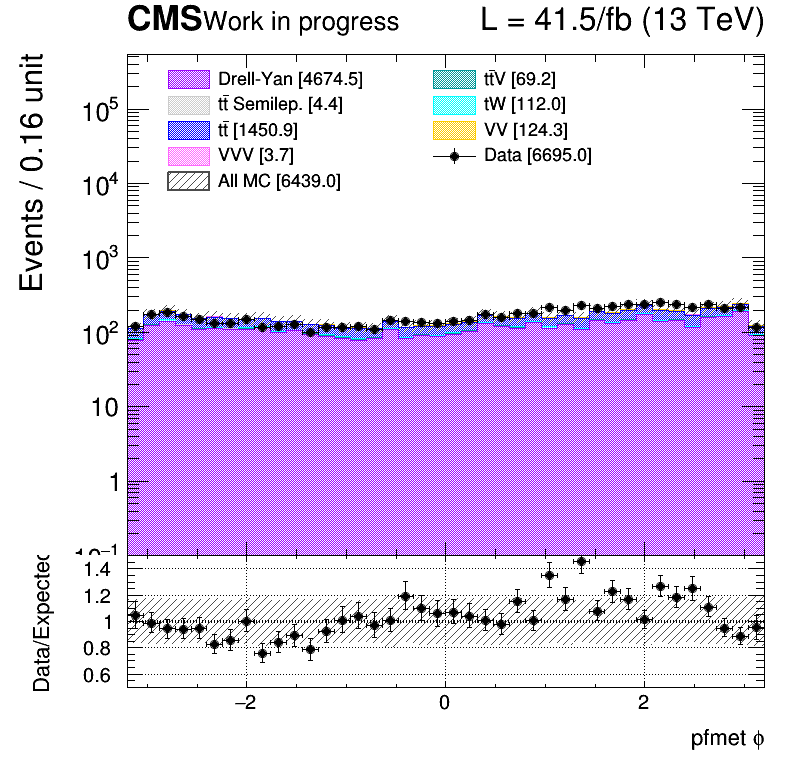 CMS Work in progress L = 41.5/fb (13 TeV)
Events / 0.16 unit
Drell-Yan [4674.5]
tt̄ Semilep. [4.4]
tt̄ [1450.9]
VVV [3.7]
All MC [6439.0]
tt̄V [69.2]
tW [112.0]
VV [124.3]
Data [6695.0]
10⁵
10⁴
10³
10²
10
1
10⁻¹
Data/Expected
1.4
1.2
1
0.8
0.6
−2 0 2
pfmet ϕ